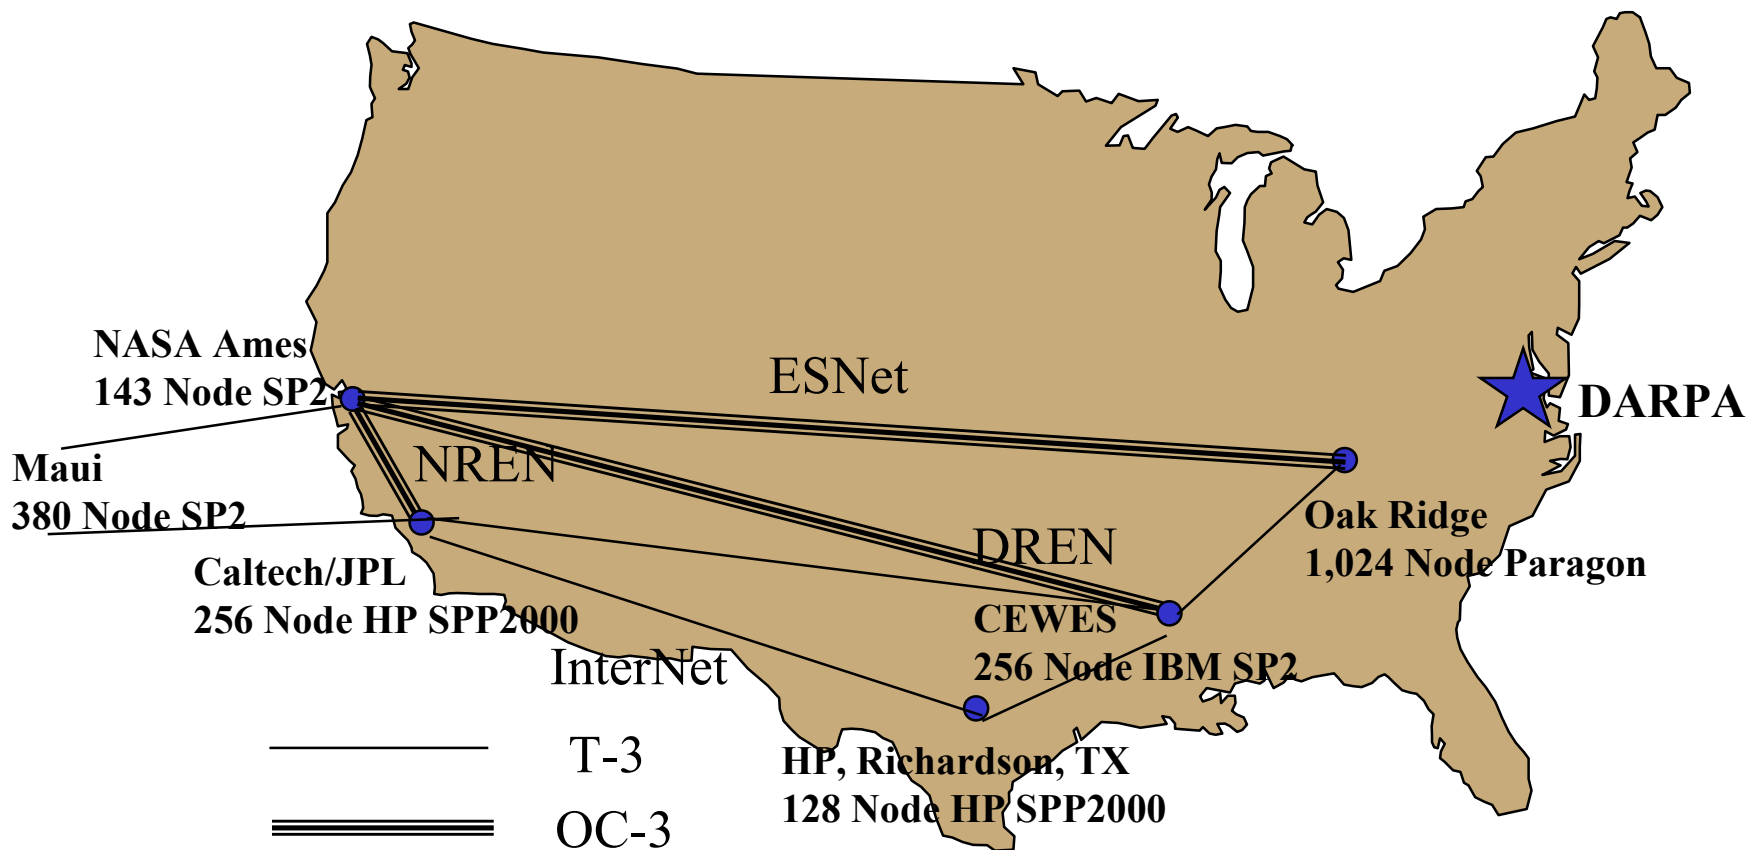 NASA Ames
143 Node SP2
ESNet
DARPA
Maui
380 Node SP2
NREN
Oak Ridge
1,024 Node Paragon
DREN
Caltech/JPL
256 Node HP SPP2000
CEWES
256 Node IBM SP2
InterNet
HP, Richardson, TX
128 Node HP SPP2000
T-3
OC-3